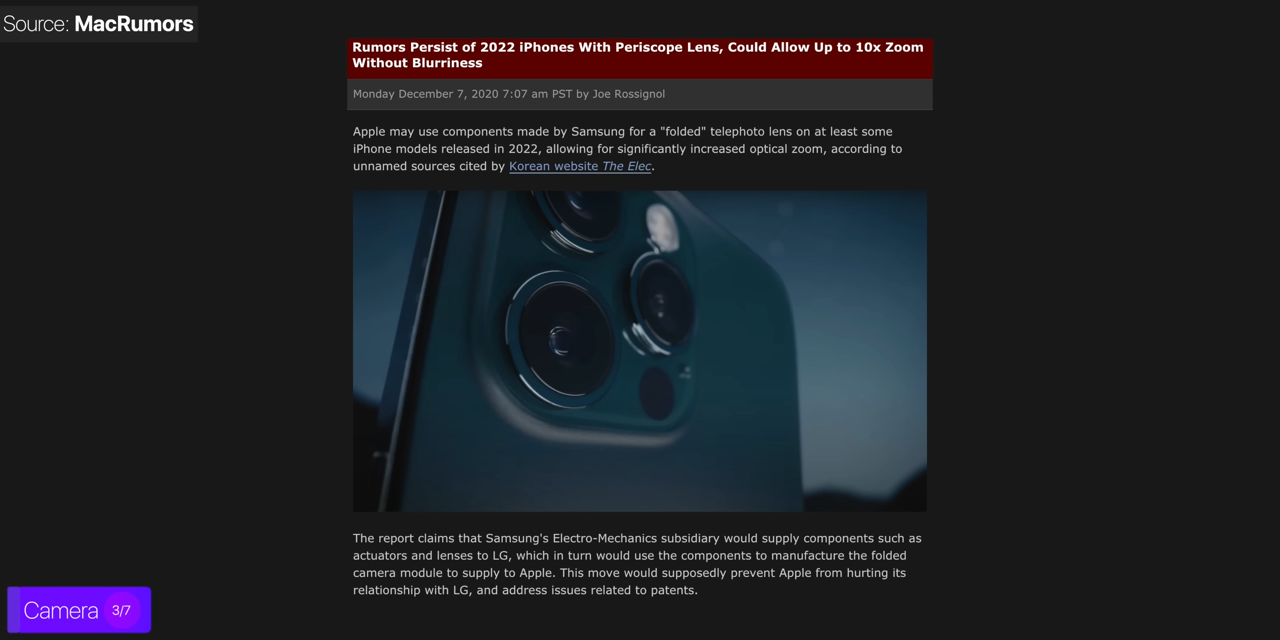 Source: MacRumors
Rumors Persist of 2022 iPhones With Periscope Lens, Could Allow Up to 10x Zoom
Without Blurriness
Monday December 7, 2020 7:07 am PST by Joe Rossignol
Apple may use components made by Samsung for a "folded" telephoto lens on at least some
iPhone models released in 2022, allowing for significantly increased optical zoom, according to
unnamed sources cited by Korean website The Elec.
The report claims that Samsung's Electro-Mechanics subsidiary would supply components such as
actuators and lenses to LG, which in turn would use the components to manufacture the folded
camera module to supply to Apple. This move would supposedly prevent Apple from hurting its
relationship with LG, and address issues related to patents.
Camera 3/7